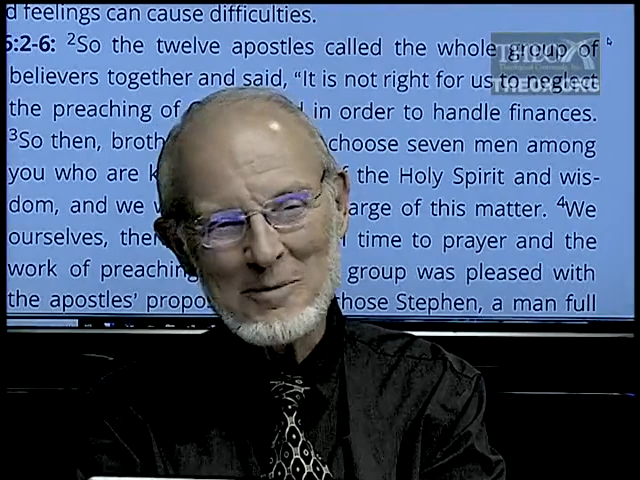 d feelings can cause difficulties.
6:2-6: ²So the twelve apostles called the whole group of
believers together and said, “It is not right for us to neglect
the preaching of in order to handle finances.
³So then, broth choose seven men among
you who are k f the Holy Spirit and wis-
dom, and we w arge of this matter. ⁴We
ourselves, then time to prayer and the
work of preaching group was pleased with
the apostles’ propo hose Stephen, a man full